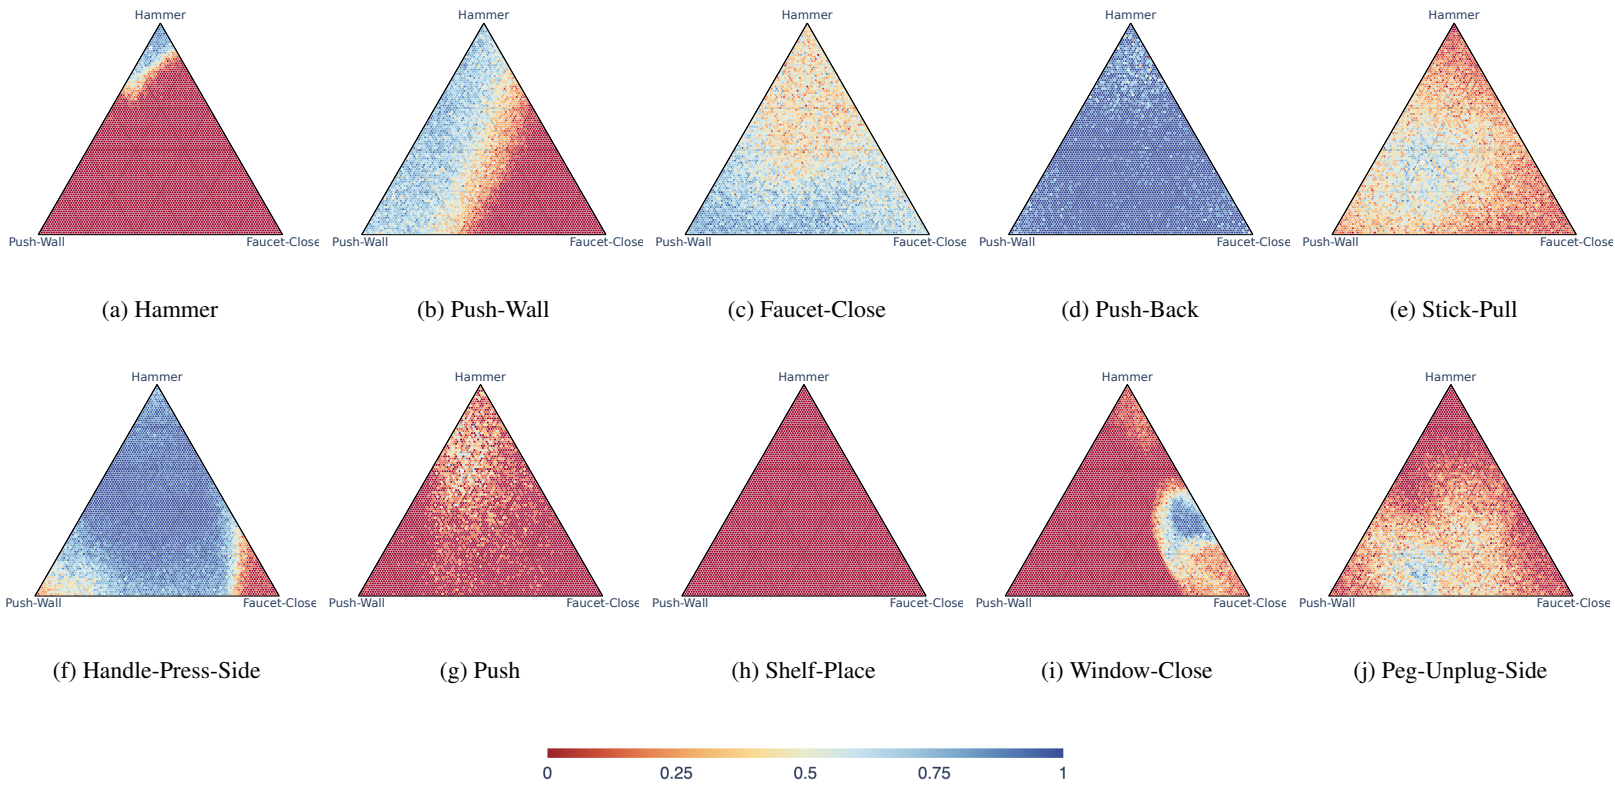 Hammer Hammer Hammer Hammer Hammer
Push-Wall Faucet-Close Push-Wall Faucet-Close Push-Wall Faucet-Close Push-Wall Faucet-Close Push-Wall Faucet-Close
(a) Hammer (b) Push-Wall (c) Faucet-Close (d) Push-Back (e) Stick-Pull
Hammer Hammer Hammer Hammer Hammer
Push-Wall Faucet-Close Push-Wall Faucet-Close Push-Wall Faucet-Close Push-Wall Faucet-Close Push-Wall Faucet-Close
(f) Handle-Press-Side (g) Push (h) Shelf-Place (i) Window-Close (j) Peg-Unplug-Side
0 0.25 0.5 0.75 1